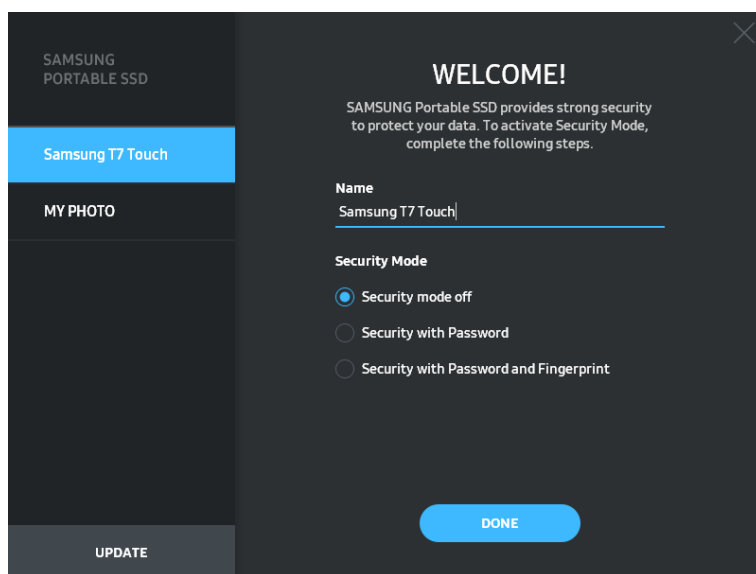 SAMSUNG
PORTABLE SSD
Samsung T7 Touch
MY PHOTO
UPDATE
WELCOME!
SAMSUNG Portable SSD provides strong security
to protect your data. To activate Security Mode,
complete the following steps.
Name
Samsung T7 Touch
Security Mode
Security mode off
Security with Password
Security with Password and Fingerprint
DONE